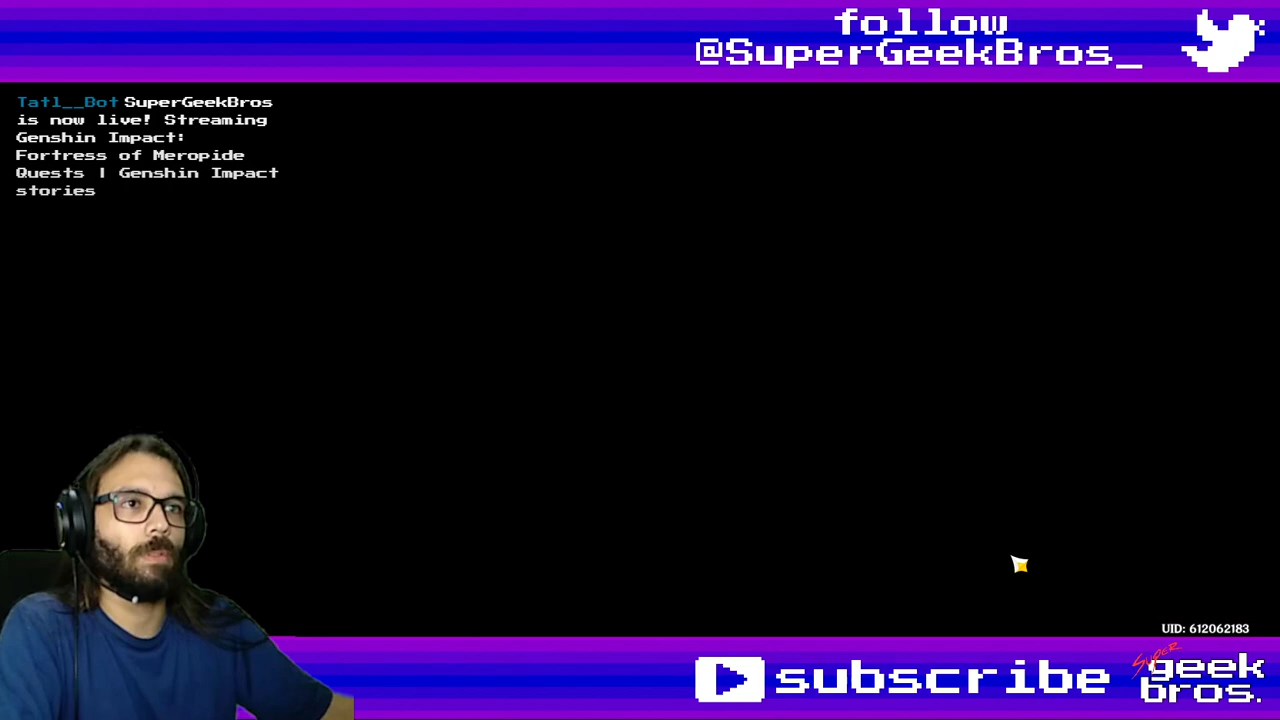 follow
@SuperGeekBros_
Tatl__Bot SuperGeekBros
is now live! Streaming
Genshin Impact:
Fortress of Meropide
Quests | Genshin Impact
stories
UID: 612062183
subscribe
super
geek
bros.